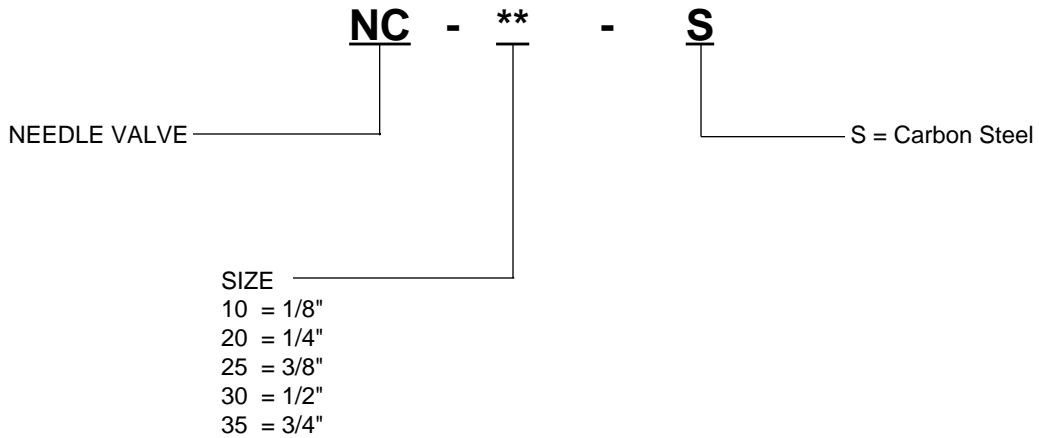 NC - ** - S
NEEDLE VALVE
S = Carbon Steel
SIZE
10 = 1/8"
20 = 1/4"
25 = 3/8"
30 = 1/2"
35 = 3/4"